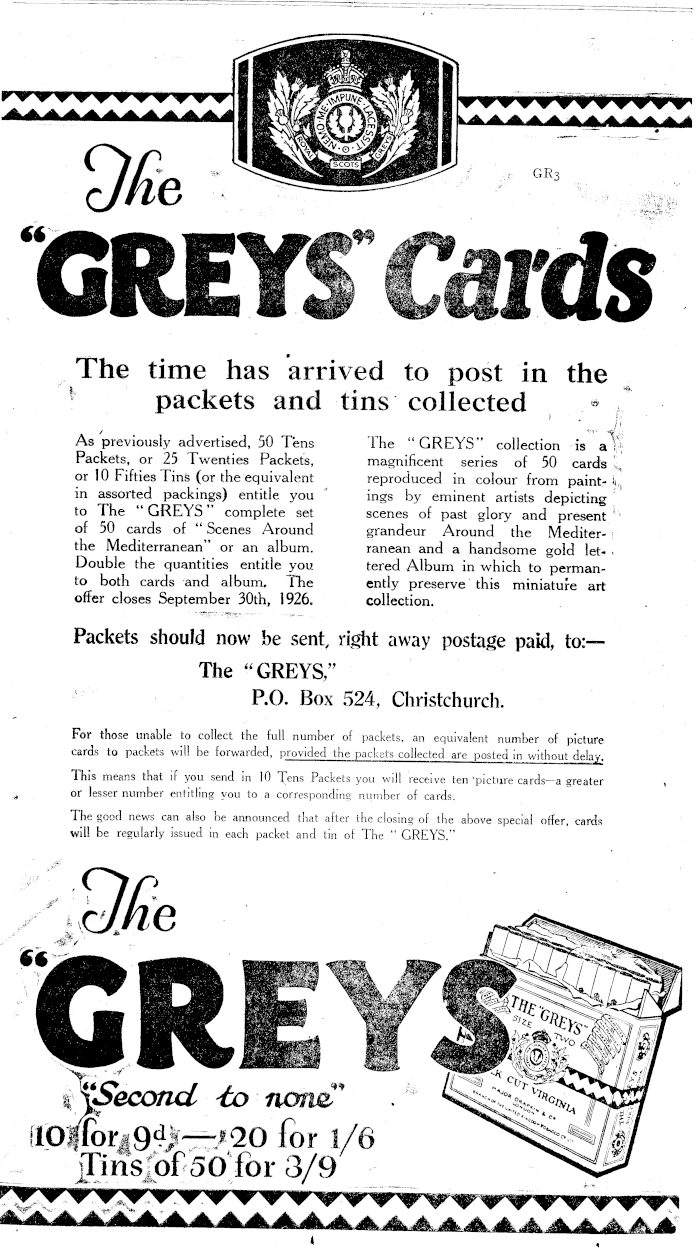 NEMO·ME·IMPUNE·LACESSIT
ROYAL
SCOTS
GREYS
GR3
The
"GREYS" Cards
The time has arrived to post in the
packets and tins collected
As previously advertised, 50 Tens
Packets, or 25 Twenties Packets,
or 10 Fifties Tins (or the equivalent
in assorted packings) entitle you
to The "GREYS" complete set
of 50 cards of "Scenes Around
the Mediterranean" or an album.
Double the quantities entitle you
to both cards and album. The
offer closes September 30th, 1926.
The "GREYS" collection is a
magnificent series of 50 cards
reproduced in colour from paint-
ings by eminent artists depicting
scenes of past glory and present
grandeur Around the Mediter-
ranean and a handsome gold let-
tered Album in which to perman-
ently preserve this miniature art
collection.
Packets should now be sent, right away postage paid, to:—
The "GREYS,"
P.O. Box 524, Christchurch.
For those unable to collect the full number of packets, an equivalent number of picture
cards to packets will be forwarded, provided the packets collected are posted in without delay.
This means that if you send in 10 Tens Packets you will receive ten picture cards—a greater
or lesser number entitling you to a corresponding number of cards.
The good news can also be announced that after the closing of the above special offer, cards
will be regularly issued in each packet and tin of The "GREYS."
The
"GREYS
"Second to none"
10 for 9d,—20 for 1/6
Tins of 50 for 3/9
THE "GREYS"
SIZE TWO
CUT VIRGINIA
MAJOR DRAPKIN & CO
LONDON